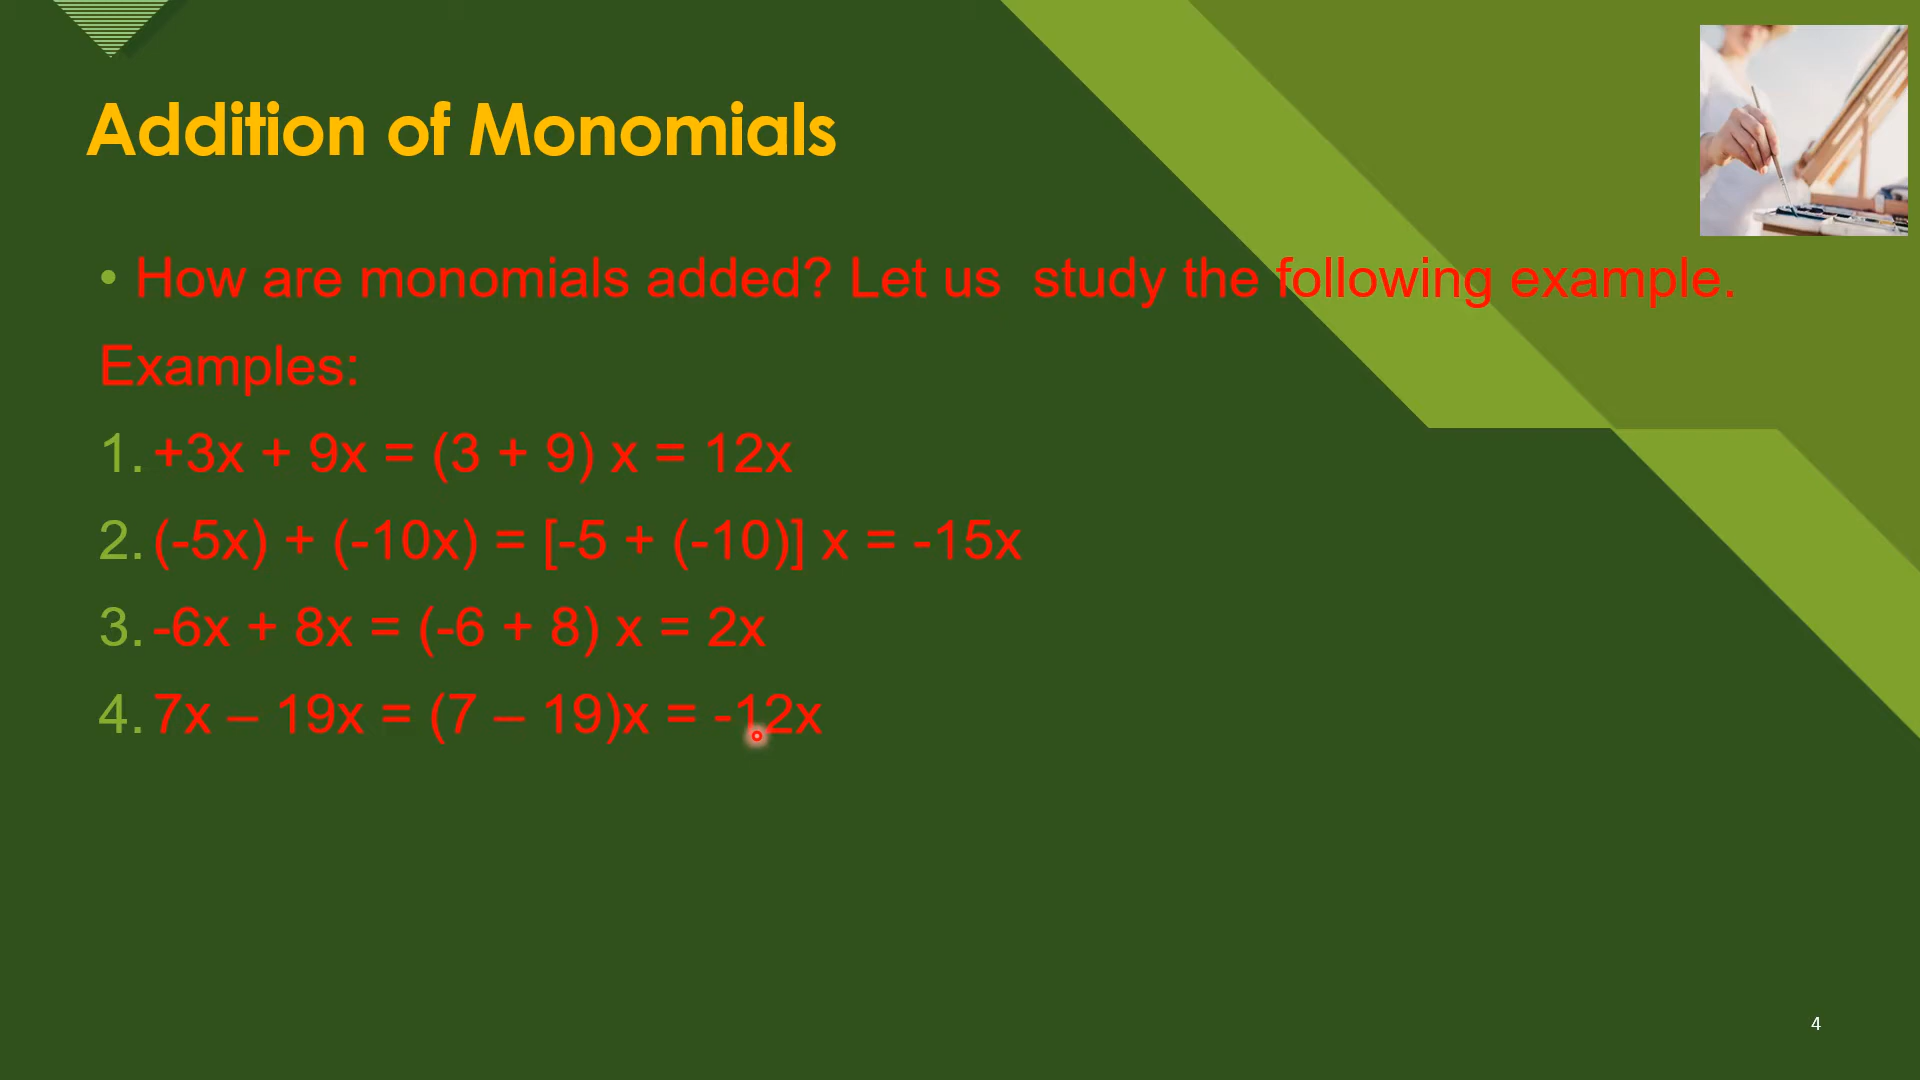 Addition of Monomials
• How are monomials added? Let us  study the following example.
Examples:
1. +3x + 9x = (3 + 9) x = 12x
2. (-5x) + (-10x) = [-5 + (-10)] x = -15x
3. -6x + 8x = (-6 + 8) x = 2x
4. 7x – 19x = (7 – 19)x = -12x
4